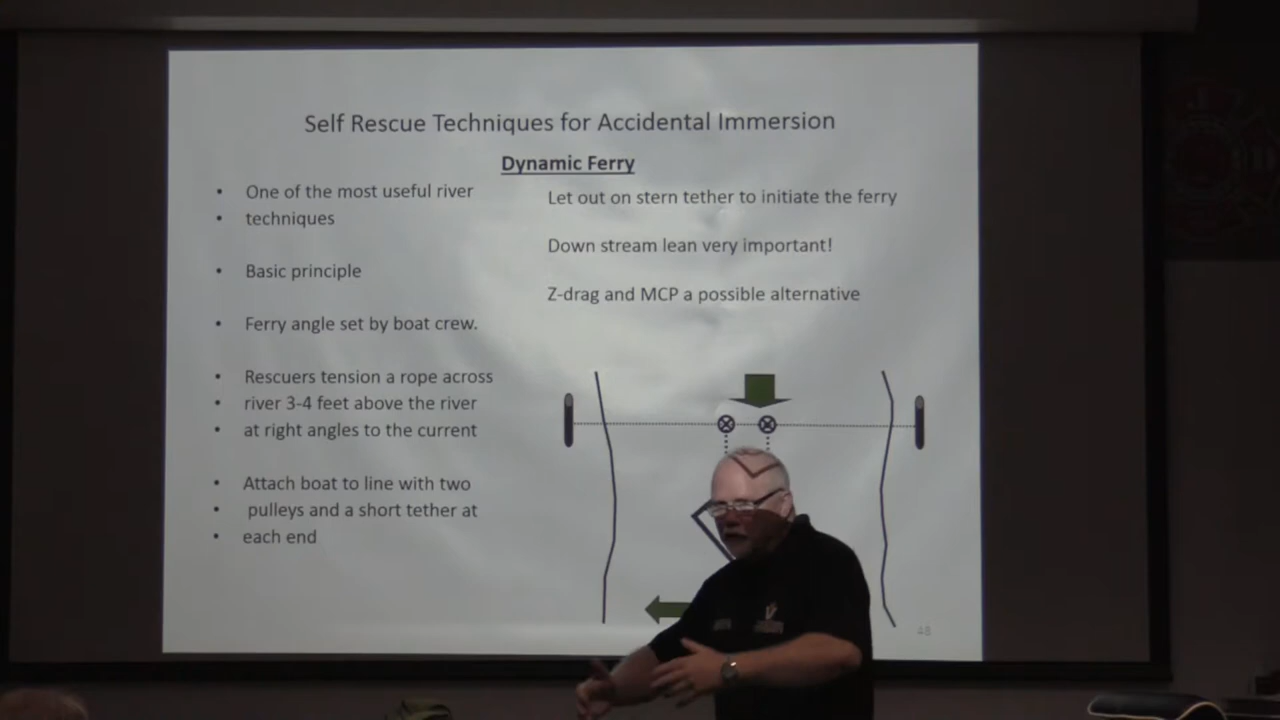 Self Rescue Techniques for Accidental Immersion
Dynamic Ferry
• One of the most useful river
• techniques
• Basic principle
• Ferry angle set by boat crew.
• Rescuers tension a rope across
• river 3-4 feet above the river
• at right angles to the current
• Attach boat to line with two
• pulleys and a short tether at
• each end
Let out on stern tether to initiate the ferry
Down stream lean very important!
Z-drag and MCP a possible alternative
48